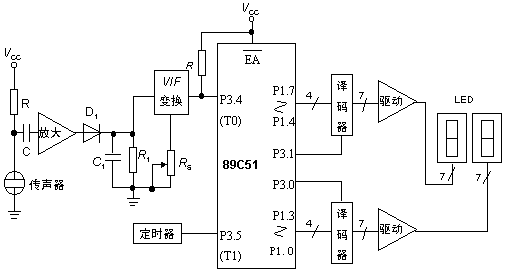 VCC
VCC
R
R
C
放大
D1
C1
R1
RS
传声器
V/F
变换
P3.4
(T0)
EA
89C51
P1.7
P1.4
P3.1
P3.0
P1.3
P1.0
P3.5
(T1)
定时器
4
译码器
7
驱动
4
译码器
7
驱动
LED
7
7